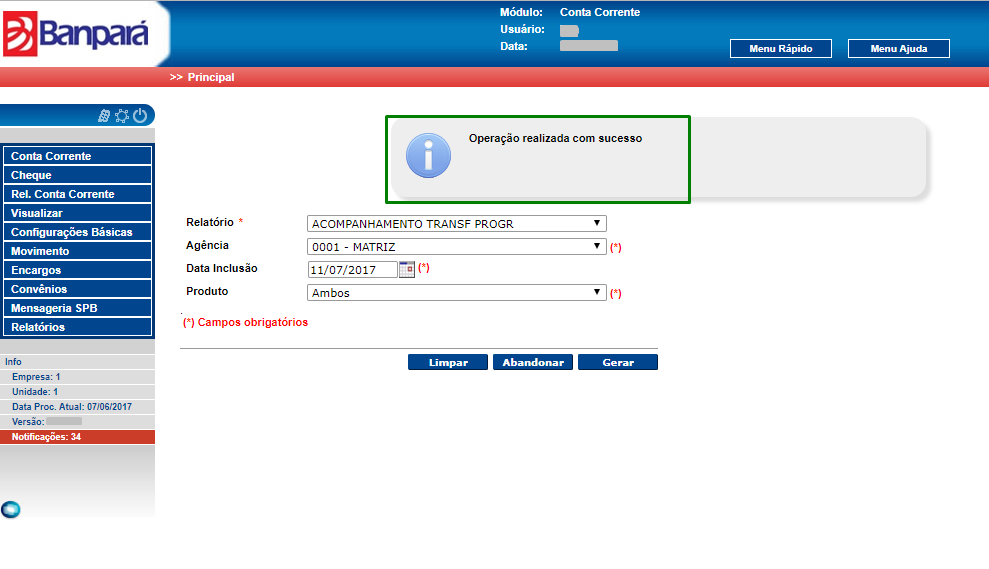 Banpará
Módulo: Conta Corrente
Usuário:
Data:
Menu Rápido
Menu Ajuda
>> Principal
Conta Corrente
Cheque
Rel. Conta Corrente
Visualizar
Configurações Básicas
Movimento
Encargos
Convênios
Mensageria SPB
Relatórios
Info
Empresa: 1
Unidade: 1
Data Proc. Atual: 07/06/2017
Versão:
Notificações: 34
Operação realizada com sucesso
Relatório * ACOMPANHAMENTO TRANSF PROGR
Agência 0001 - MATRIZ (*)
Data Inclusão 11/07/2017 (*)
Produto Ambos (*)
(*) Campos obrigatórios
Limpar Abandonar Gerar